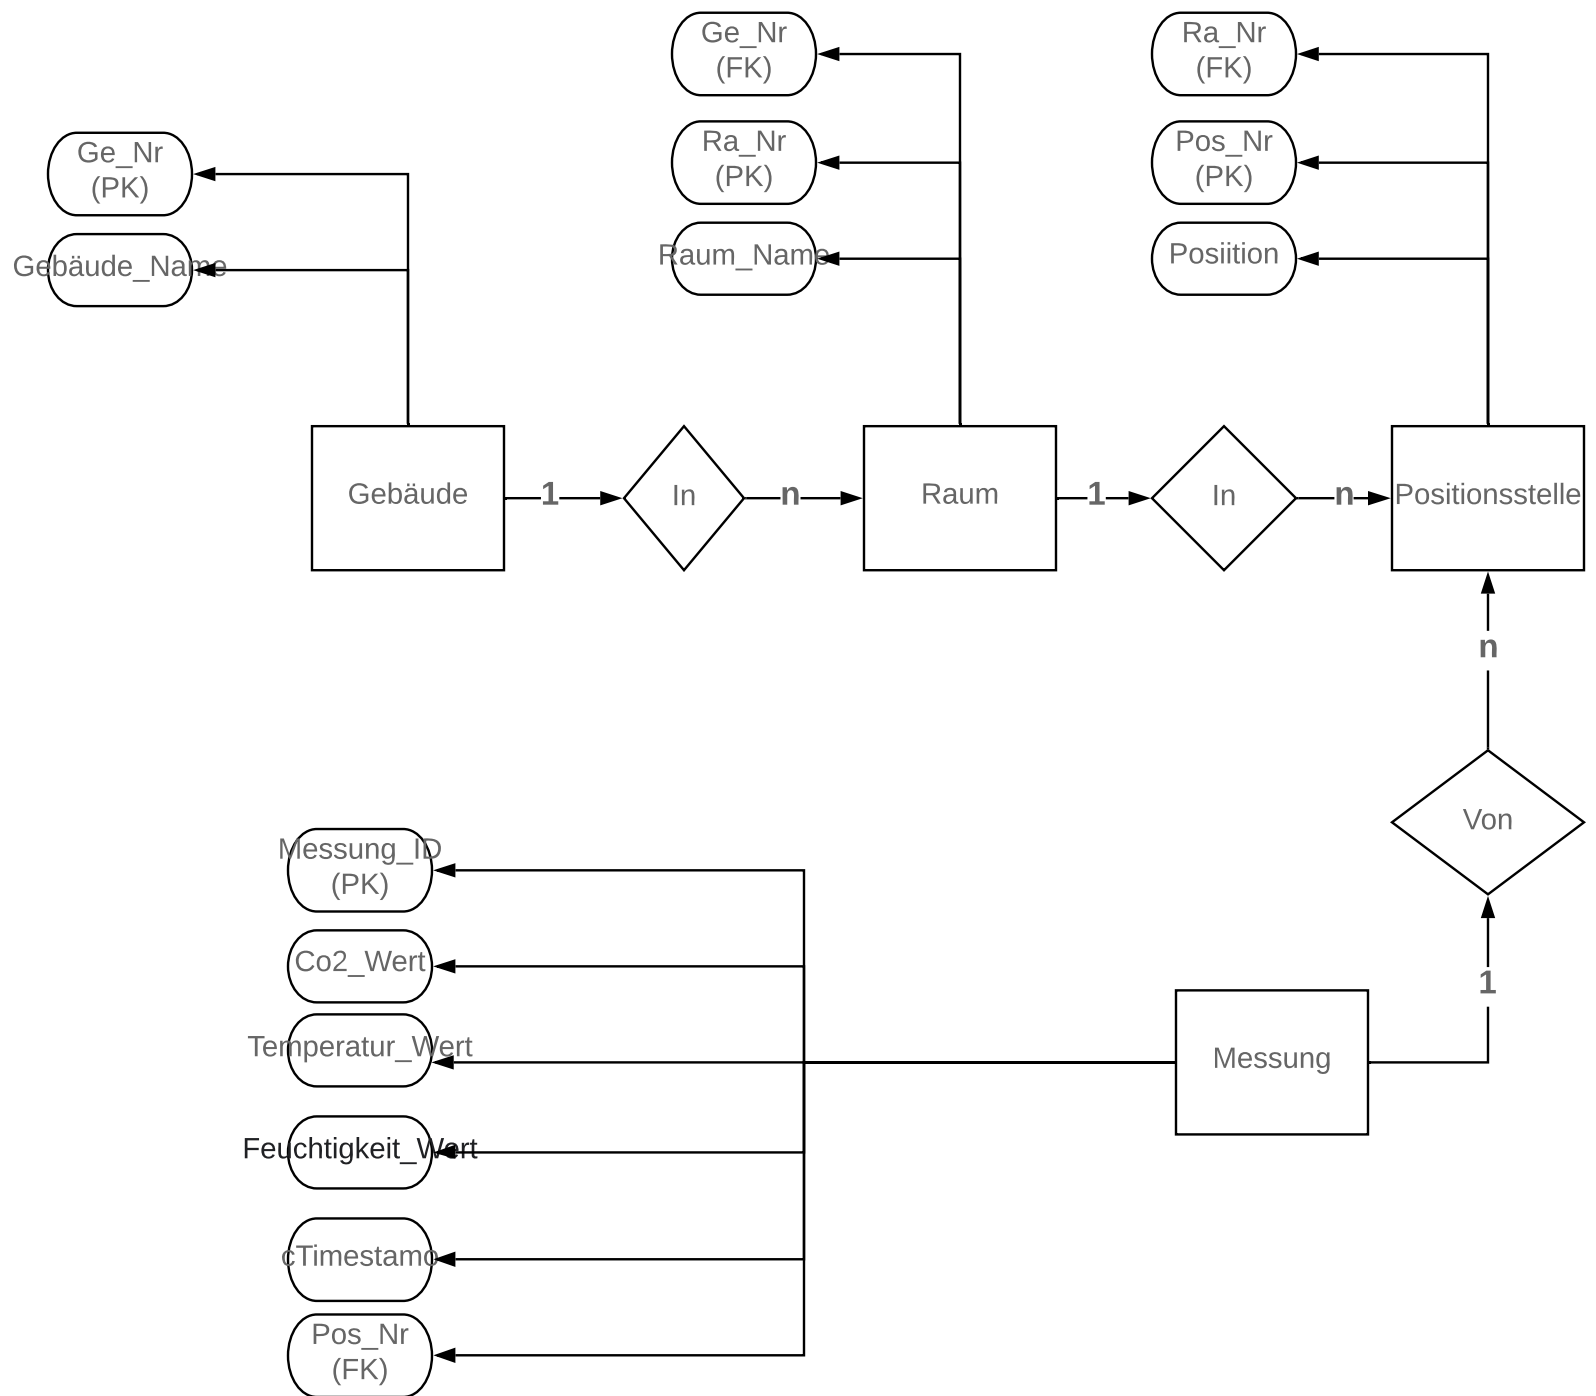 Ge_Nr
(FK)
Ra_Nr
(FK)
Ge_Nr
(PK)
Ra_Nr
(PK)
Pos_Nr
(PK)
Gebäude_Name
Raum_Name
Posiition
Gebäude
1
In
n
Raum
1
In
n
Positionsstelle
n
Von
Messung_ID
(PK)
Co2_Wert
1
Temperatur_Wert
Messung
Feuchtigkeit_Wert
cTimestamo
Pos_Nr
(FK)